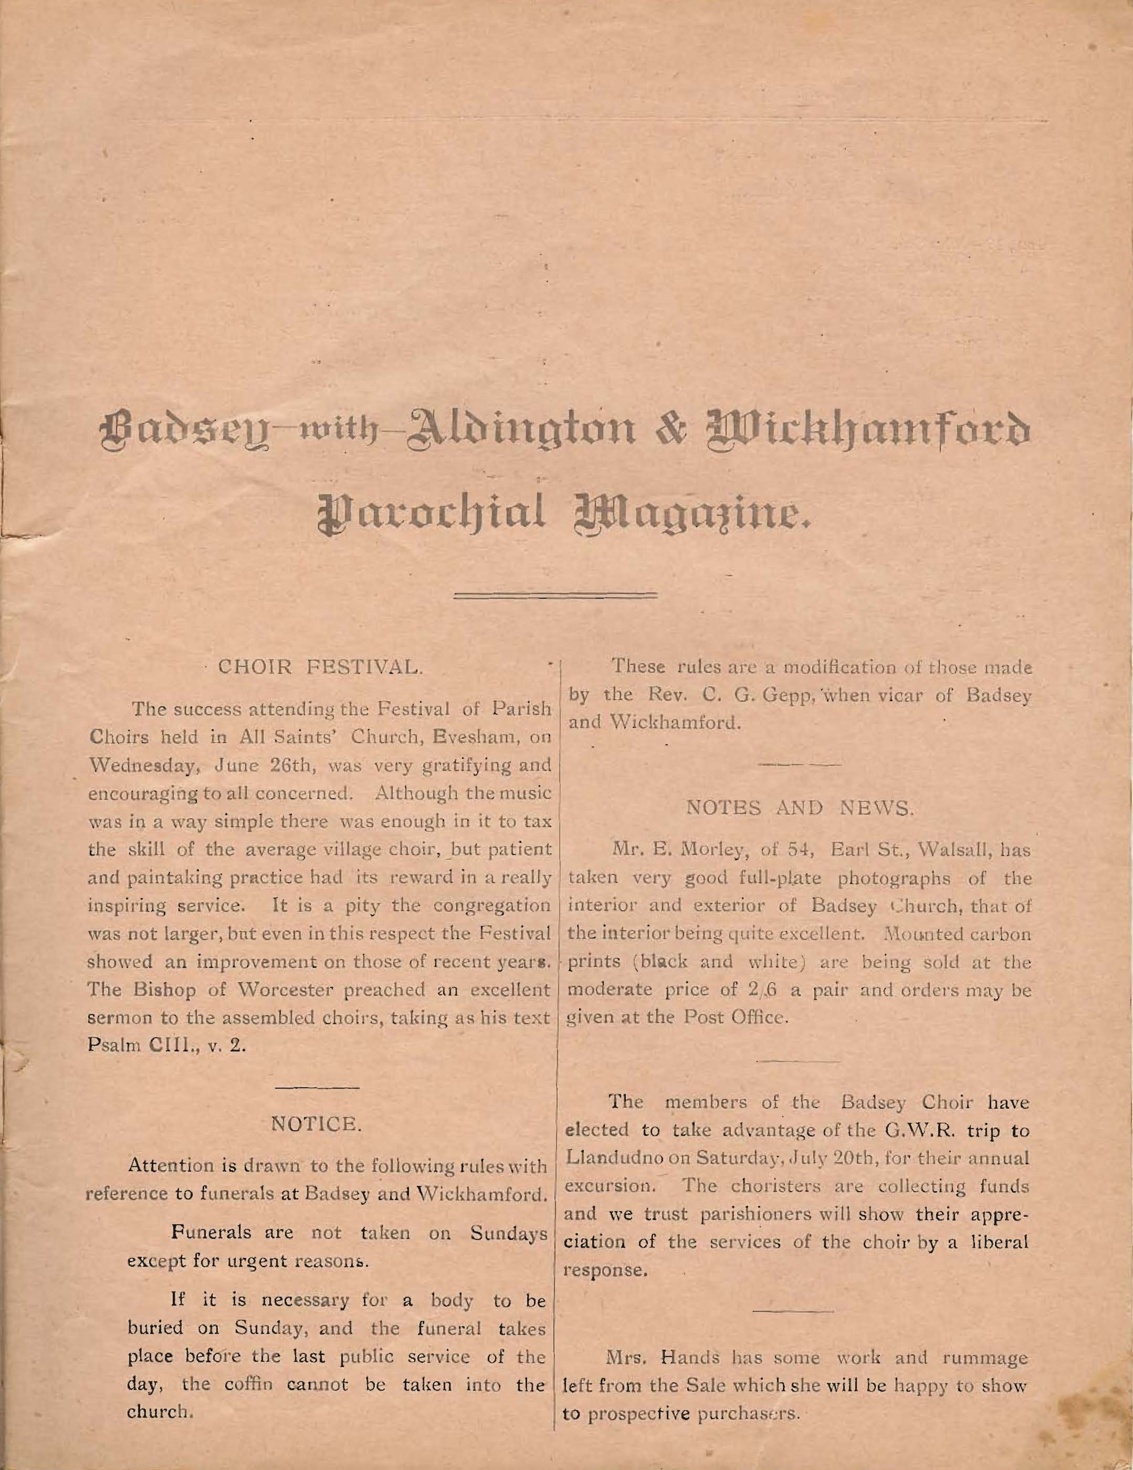 Badsey—with—Aldington & Wickhamford
Parochial Magazine.
CHOIR FESTIVAL.
The success attending the Festival of Parish
Choirs held in All Saints' Church, Evesham, on
Wednesday, June 26th, was very gratifying and
encouraging to all concerned. Although the music
was in a way simple there was enough in it to tax
the skill of the average village choir, but patient
and paintaking practice had its reward in a really
inspiring service. It is a pity the congregation
was not larger, but even in this respect the Festival
showed an improvement on those of recent years.
The Bishop of Worcester preached an excellent
sermon to the assembled choirs, taking as his text
Psalm CIII., v. 2.
NOTICE.
Attention is drawn to the following rules with
reference to funerals at Badsey and Wickhamford.
Funerals are not taken on Sundays
except for urgent reasons.
If it is necessary for a body to be
buried on Sunday, and the funeral takes
place before the last public service of the
day, the coffin cannot be taken into the
church.
These rules are a modification of those made
by the Rev. C. G. Gepp, when vicar of Badsey
and Wickhamford.
NOTES AND NEWS.
Mr. E. Morley, of 54, Earl St., Walsall, has
taken very good full-plate photographs of the
interior and exterior of Badsey Church, that of
the interior being quite excellent. Mounted carbon
prints (black and white) are being sold at the
moderate price of 2/6 a pair and orders may be
given at the Post Office.
The members of the Badsey Choir have
elected to take advantage of the G.W.R. trip to
Llandudno on Saturday, July 20th, for their annual
excursion. The choristers are collecting funds
and we trust parishioners will show their appre-
ciation of the services of the choir by a liberal
response.
Mrs. Hands has some work and rummage
left from the Sale which she will be happy to show
to prospective purchasers.